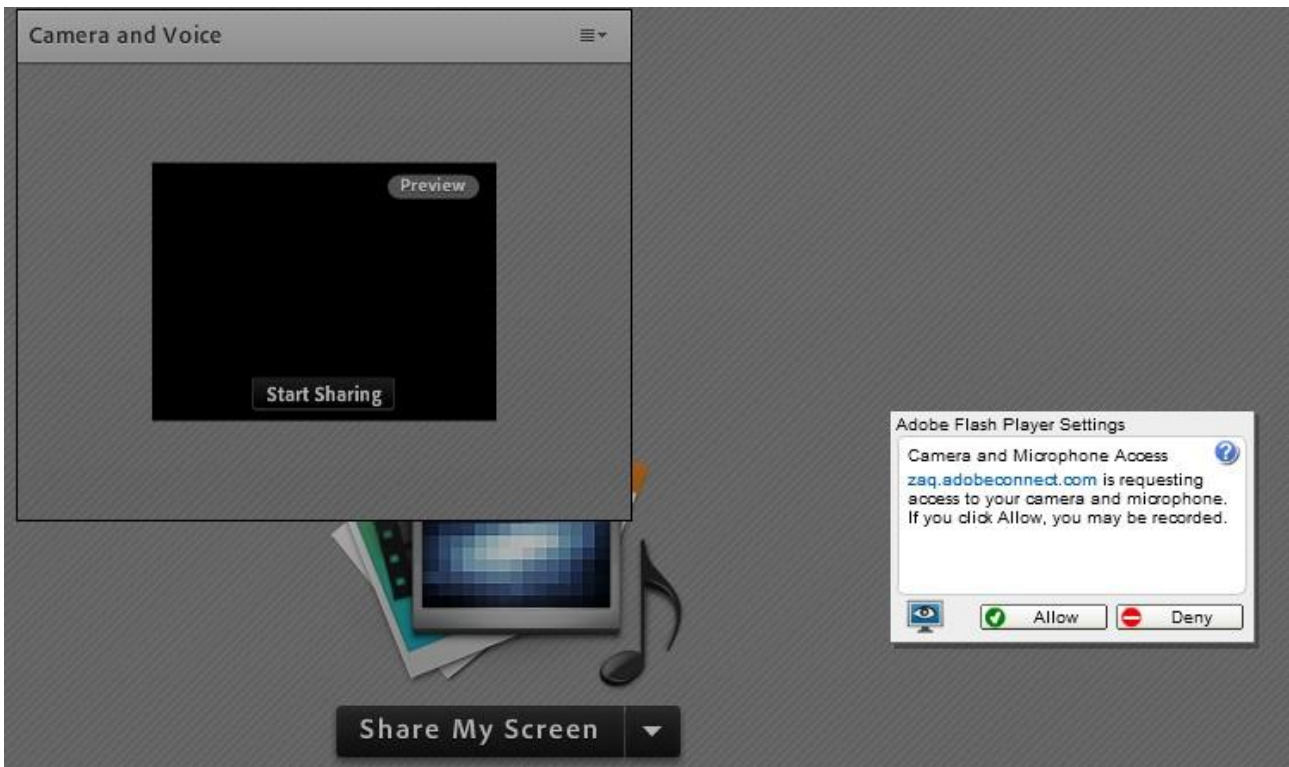 Camera and Voice
Preview
Start Sharing
Adobe Flash Player Settings
Camera and Microphone Access
?
zaq.adobeconnect.com is requesting
access to your camera and microphone.
If you click Allow, you may be recorded.
Allow
Deny
Share My Screen